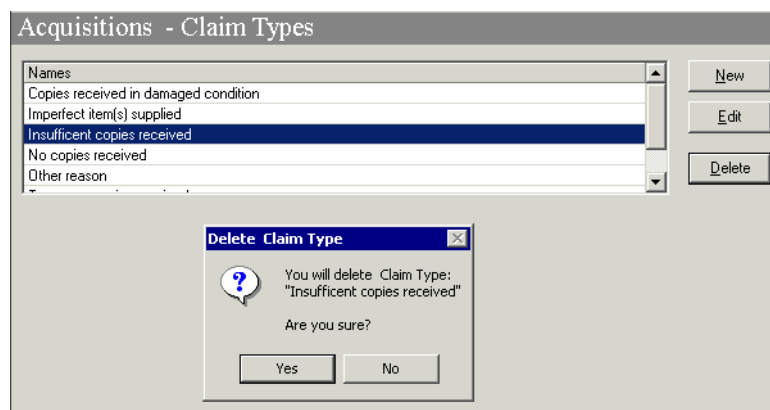 Acquisitions - Claim Types
Names
Copies received in damaged condition
Imperfect item(s) supplied
Insufficent copies received
No copies received
Other reason
New
Edit
Delete
Delete Claim Type
You will delete Claim Type:
"Insufficent copies received"
Are you sure?
Yes
No